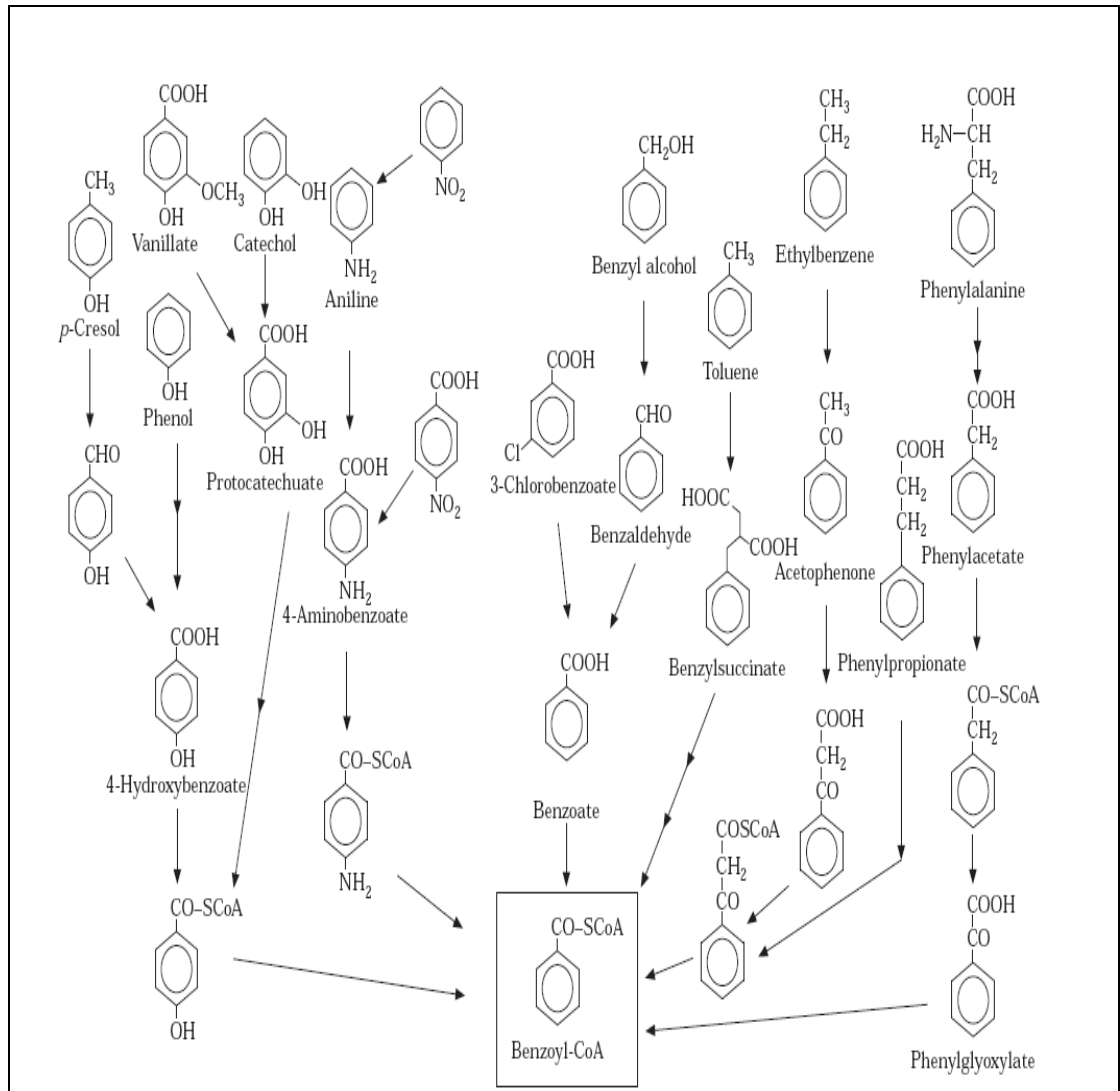 COOH
OCH3
OH
Vanillate
OH
OH
Catechol
NO2
NH2
Aniline
CH3
OH
p-Cresol
OH
Phenol
COOH
OH
OH
Protocatechuate
CHO
OH
COOH
NH2
4-Aminobenzoate
COOH
NO2
COOH
OH
4-Hydroxybenzoate
CO–SCoA
NH2
CO–SCoA
OH
CH2OH
Benzyl alcohol
CH3
Toluene
CH3
CH2
Ethylbenzene
COOH
H2N–CH
CH2
Phenylalanine
COOH
Cl
3-Chlorobenzoate
CHO
Benzaldehyde
HOOC
COOH
Benzylsuccinate
CH3
CO
Acetophenone
COOH
CH2
CH2
Phenylpropionate
COOH
CH2
Phenylacetate
COOH
Benzoate
COOH
CH2
CO
COSCoA
CH2
CO
CO–SCoA
CH2
COOH
CO
Phenylglyoxylate
CO–SCoA
Benzoyl-CoA